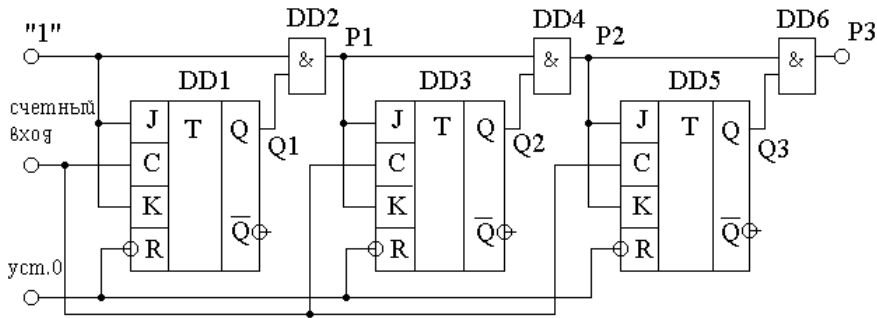 "1"
DD2
P1
DD4
P2
DD6
P3
&
&
&
DD1
DD3
DD5
счетный
вход
J
T
Q
Q1
C
K
Q
R
J
T
Q
Q2
C
K
Q
R
J
T
Q
Q3
C
K
Q
R
уст.0